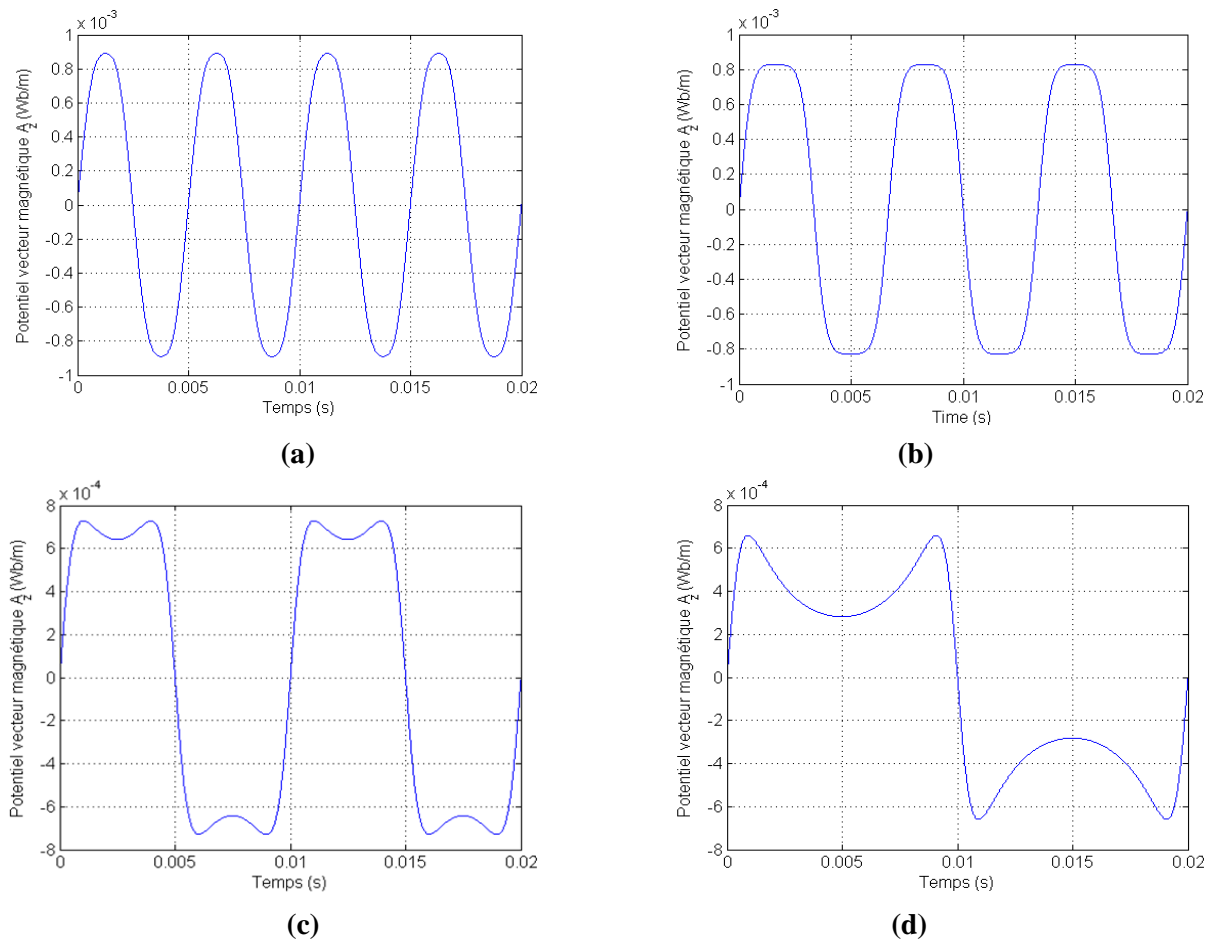 x 10⁻³
1
0.8
0.6
0.4
0.2
0
-0.2
-0.4
-0.6
-0.8
-1
Potentiel vecteur magnétique A_z (Wb/m)
0 0.005 0.01 0.015 0.02
Temps (s)
(a)
x 10⁻³
1
0.8
0.6
0.4
0.2
0
-0.2
-0.4
-0.6
-0.8
-1
Potentiel vecteur magnétique A_z (Wb/m)
0 0.005 0.01 0.015 0.02
Time (s)
(b)
x 10⁻⁴
8
6
4
2
0
-2
-4
-6
-8
Potentiel vecteur magnétique A_z (Wb/m)
0 0.005 0.01 0.015 0.02
Temps (s)
(c)
x 10⁻⁴
8
6
4
2
0
-2
-4
-6
-8
Potentiel vecteur magnétique A_z (Wb/m)
0 0.005 0.01 0.015 0.02
Temps (s)
(d)